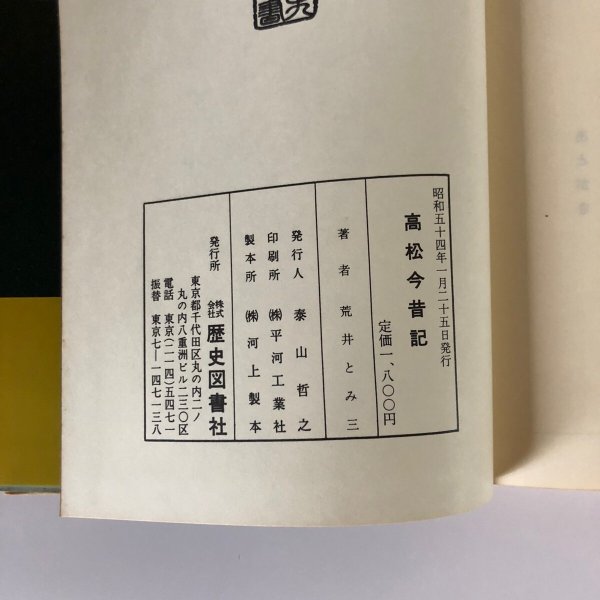 昭和五十四年一月二十五日発行
高松今昔記
定価一、八〇〇円
著者 荒井とみ三
発行人 泰山哲之
印刷所 ㈱平河工業社
製本所 ㈱河上製本
発行所 株式会社 歴史図書社
東京都千代田区丸の内二ノ
丸の内八重洲ビル二三〇区
電話 東京(二一四)五四七一
振替 東京七―一四七一三八